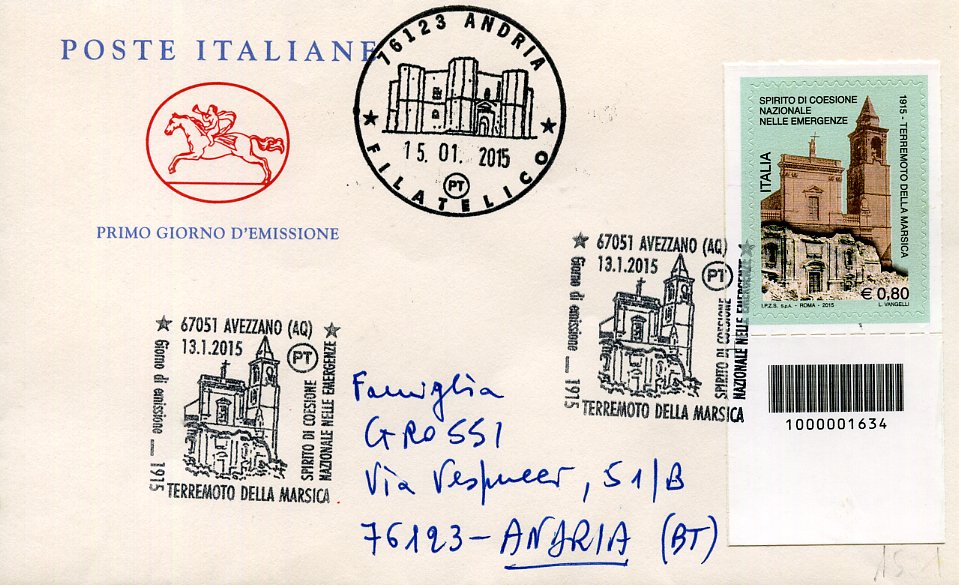 POSTE ITALIANE
PRIMO GIORNO D'EMISSIONE
76123 ANDRIA
15.01.2015
PT
★ FILATELICO ★
SPIRITO DI COESIONE
NAZIONALE
NELLE EMERGENZE
1915 - TERREMOTO DELLA MARSICA
ITALIA
€ 0,80
I.P.Z.S. S.p.A. - ROMA - 2015
L. VANGELLI
1000001634
★ 67051 AVEZZANO (AQ) ★
13.1.2015
PT
Giorno di emissione
1915
TERREMOTO DELLA MARSICA
SPIRITO DI COESIONE
NAZIONALE NELLE EMERGENZE
★ 67051 AVEZZANO (AQ) ★
13.1.2015
PT
Giorno di emissione
1915
TERREMOTO DELLA MARSICA
SPIRITO DI COESIONE
NAZIONALE NELLE EMERGENZE
Famiglia
GROSSI
Via Vespucci, 51/B
76123 - ANDRIA (BT)